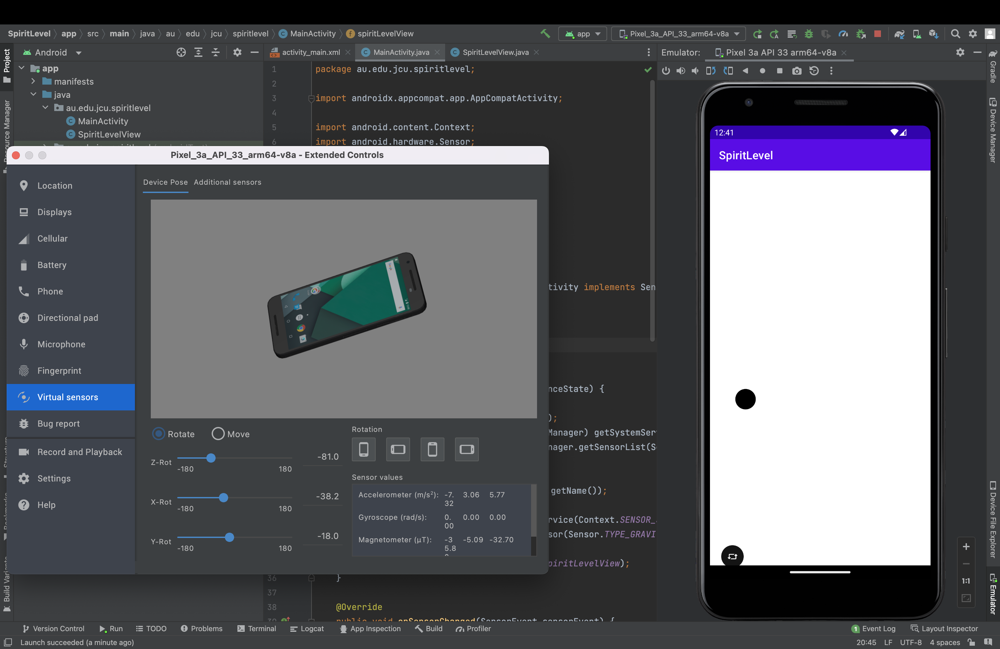 SpiritLevel app src main java au edu jcu spiritlevel MainActivity spiritLevelView
app Pixel_3a_API_33_arm64-v8a
Project
Android
activity_main.xml
MainActivity.java
SpiritLevelView.java
Emulator:
Pixel 3a API 33 arm64-v8a
Gradle
Device Manager
Resource Manager
app
manifests
java
au.edu.jcu.spiritlevel
MainActivity
SpiritLevelView
1 package au.edu.jcu.spiritlevel;
2
3 import androidx.appcompat.app.AppCompatActivity;
4
5 import android.content.Context;
6 import android.hardware.Sensor;
tivity implements Sen
nceState) {
);
Manager) getSystemSer
nager.getSensorList(S
getName());
rvice(Context.SENSOR_
sor(Sensor.TYPE_GRAVI
piritLevelView);
36 }
37
38 @Override
39 public void onSensorChanged(SensorEvent sensorEvent) {
Pixel_3a_API_33_arm64-v8a - Extended Controls
Location
Displays
Cellular
Battery
Phone
Directional pad
Microphone
Fingerprint
Virtual sensors
Bug report
Record and Playback
Settings
Help
Device Pose Additional sensors
Google
Rotate Move
Z-Rot -81.0
-180 180
X-Rot -38.2
-180 180
Y-Rot -18.0
-180 180
Rotation
Sensor values
Accelerometer (m/s²): -7. 3.06 5.77
32
Gyroscope (rad/s): 0. 0.00 0.00
00
Magnetometer (μT): -3 -5.09 -32.70
5.8
12:41
SpiritLevel
1:1
Device File Explorer
Emulator
Structure
Bookmarks
Build Variants
Version Control Run TODO Problems Terminal Logcat App Inspection Build Profiler
1 Event Log Layout Inspector
Launch succeeded (a minute ago)
20:45 LF UTF-8 4 spaces